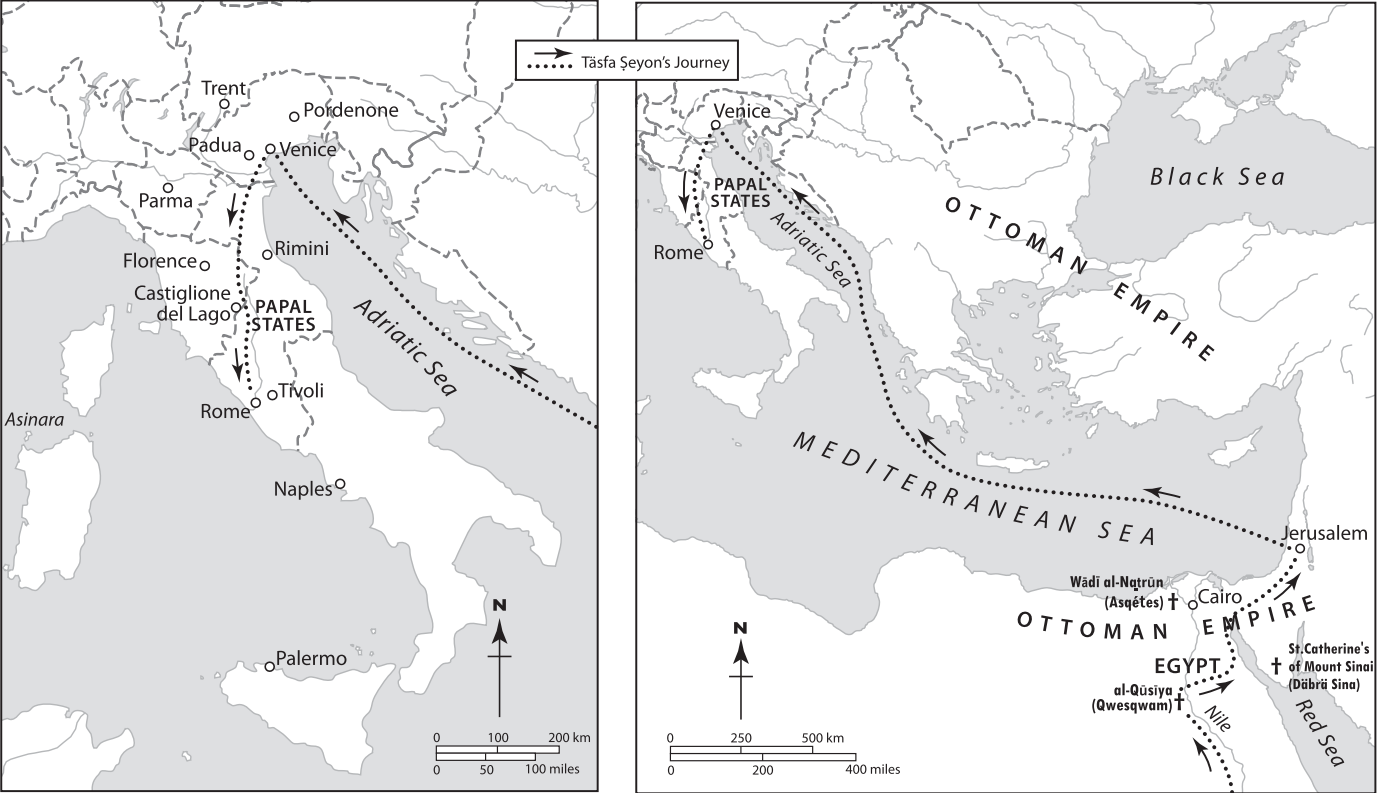 Täsfa Ṣeyon’s Journey
Trent
Pordenone
Padua
Venice
Parma
Rimini
Florence
Castiglione
del Lago
PAPAL
STATES
Adriatic Sea
Tivoli
Rome
Asinara
Naples
N
Palermo
0 100 200 km
0 50 100 miles
Venice
Black Sea
PAPAL
STATES
OTTOMAN EMPIRE
Adriatic Sea
Rome
MEDITERRANEAN SEA
Jerusalem
Wādī al-Naṭrūn
(Asqétes)
Cairo
OTTOMAN EMPIRE
N
St.Catherine's
of Mount Sinai
(Däbrä Sina)
EGYPT
al-Qūsīya
(Qwesqwam)
Nile
Red Sea
0 250 500 km
0 200 400 miles